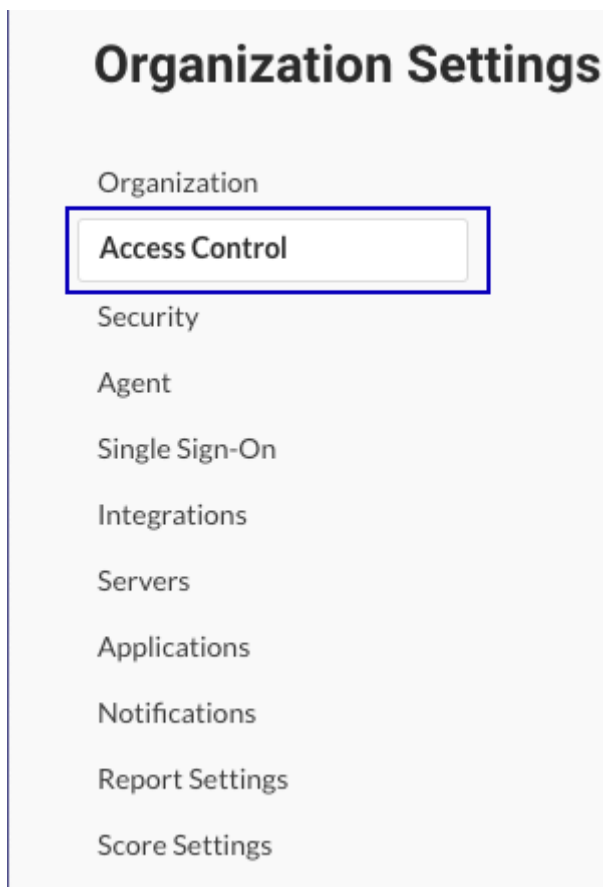 Organization Settings
Organization
Access Control
Security
Agent
Single Sign-On
Integrations
Servers
Applications
Notifications
Report Settings
Score Settings